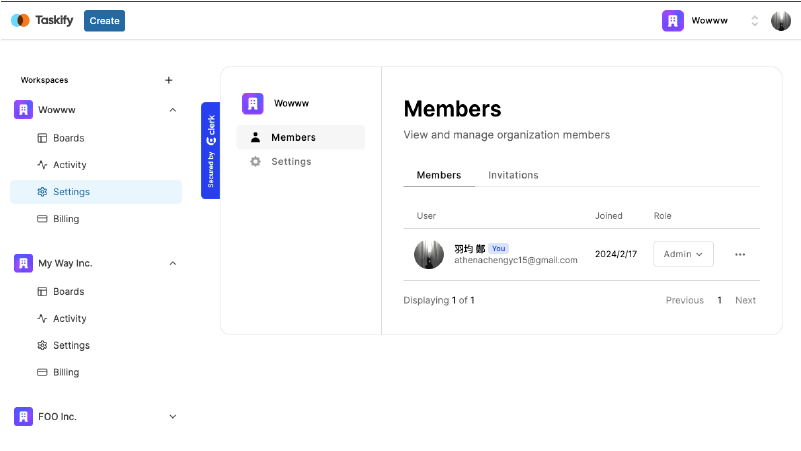 Taskify
Create
Wowww
Workspaces
+
Wowww
Boards
Activity
Settings
Billing
My Way Inc.
Boards
Activity
Settings
Billing
FOO Inc.
Secured by clerk
Wowww
Members
Settings
Members
View and manage organization members
Members Invitations
User Joined Role
羽均 鄭 You
athenachengyc15@gmail.com
2024/2/17
Admin
Displaying 1 of 1
Previous 1 Next